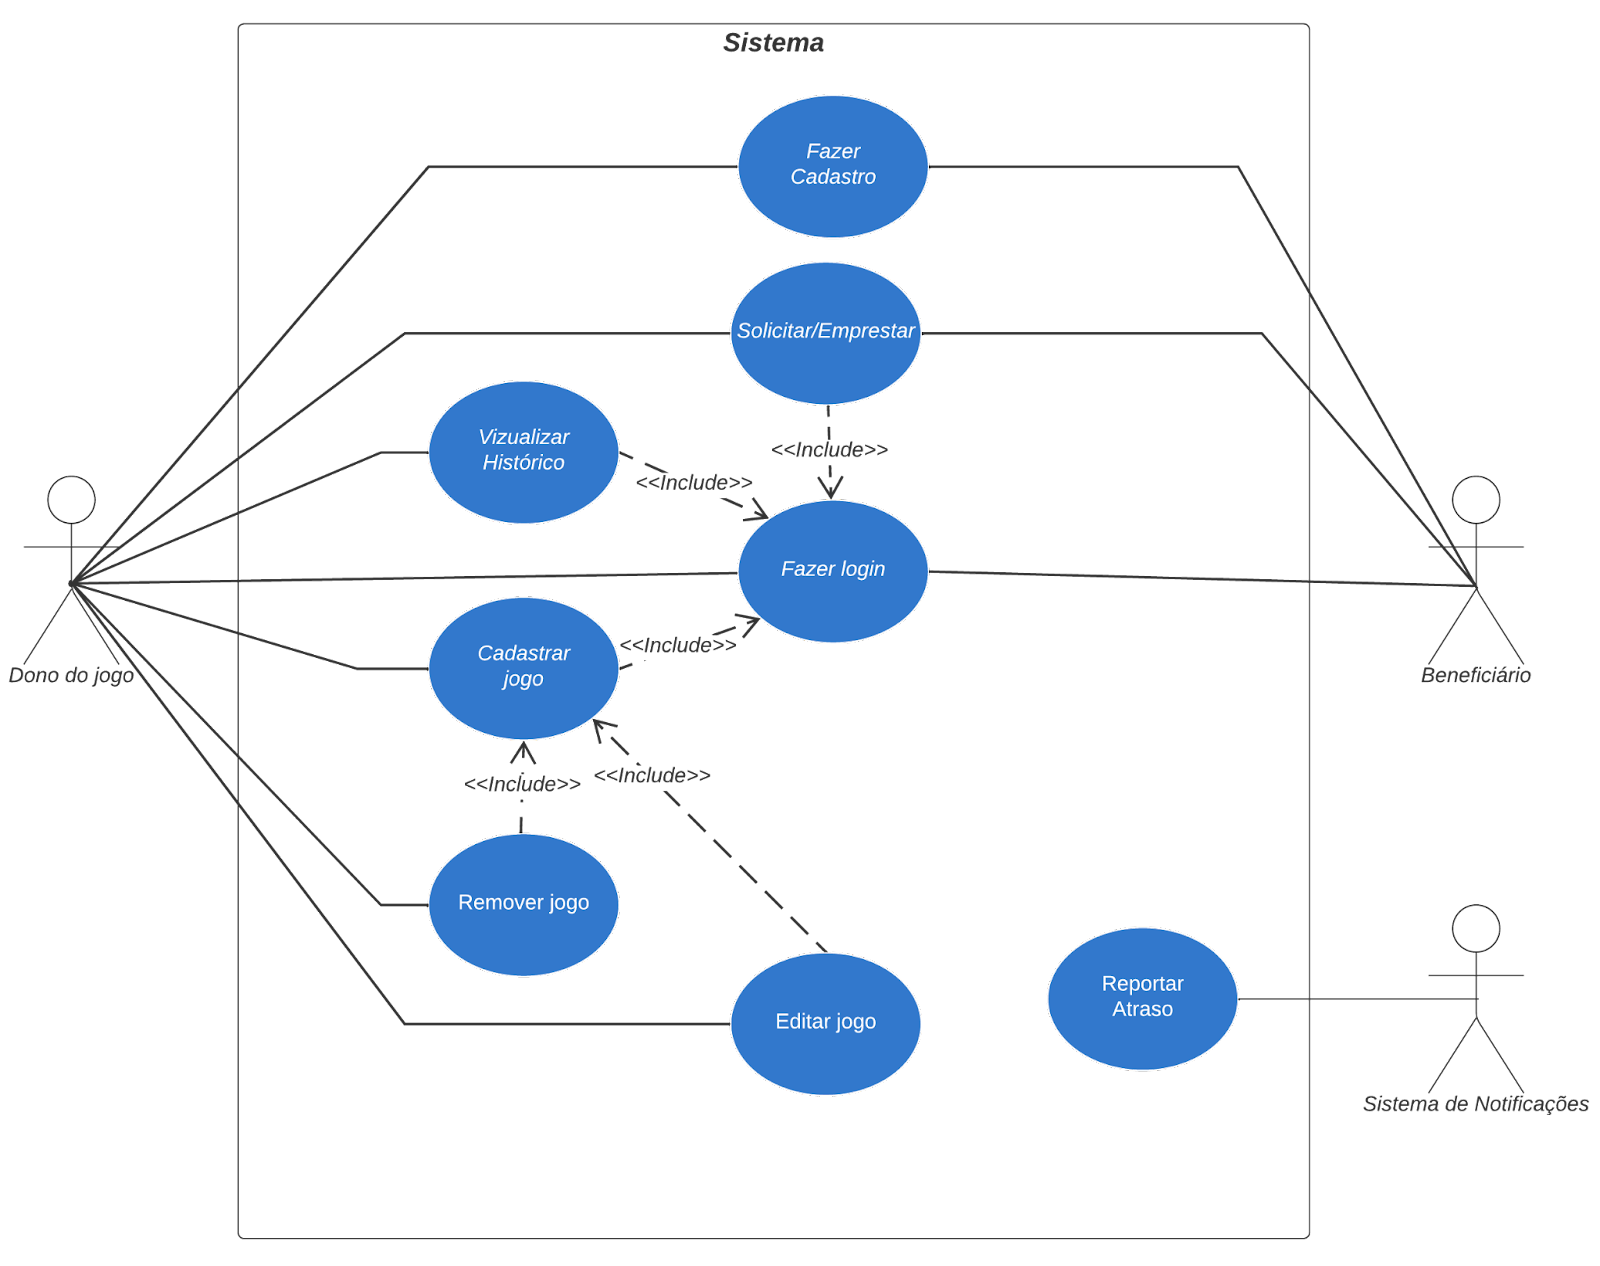 Sistema
Fazer
Cadastro
Solicitar/Emprestar
Vizualizar
Histórico
<<Include>>
<<Include>>
Fazer login
Dono do jogo
Cadastrar
jogo
<<Include>>
Beneficiário
<<Include>>
<<Include>>
Remover jogo
Editar jogo
Reportar
Atraso
Sistema de Notificações